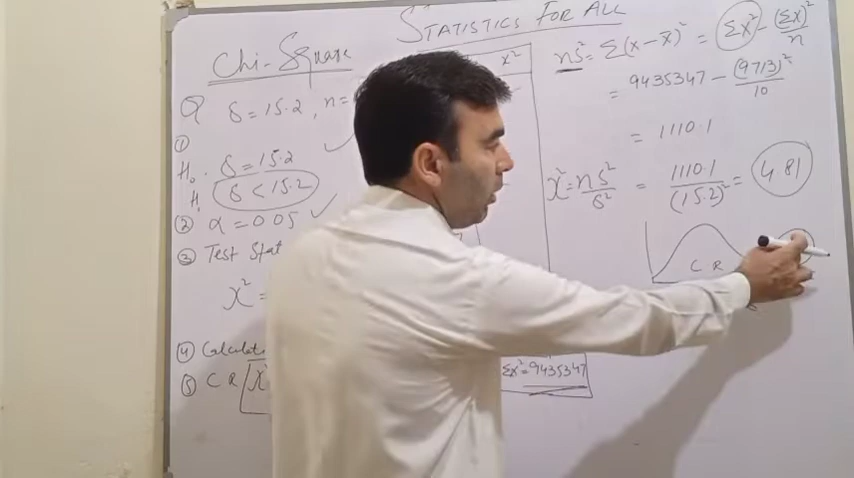 STATISTICS FOR ALL
Chi-Square
Q δ = 15.2, n =
①
H₀. δ = 15.2
H₁ δ < 15.2
② α = 0.05
③ Test Stat
χ² =
④ Calculat
⑤ C R χ²
x²
Σx² = 9435347
ns² = Σ(x - x̄)² = Σx² - (Σx)²/n
= 9435347 - (9713)²/10
= 1110.1
χ² = ns²/δ² = 1110.1/(15.2)² = 4.81
C R